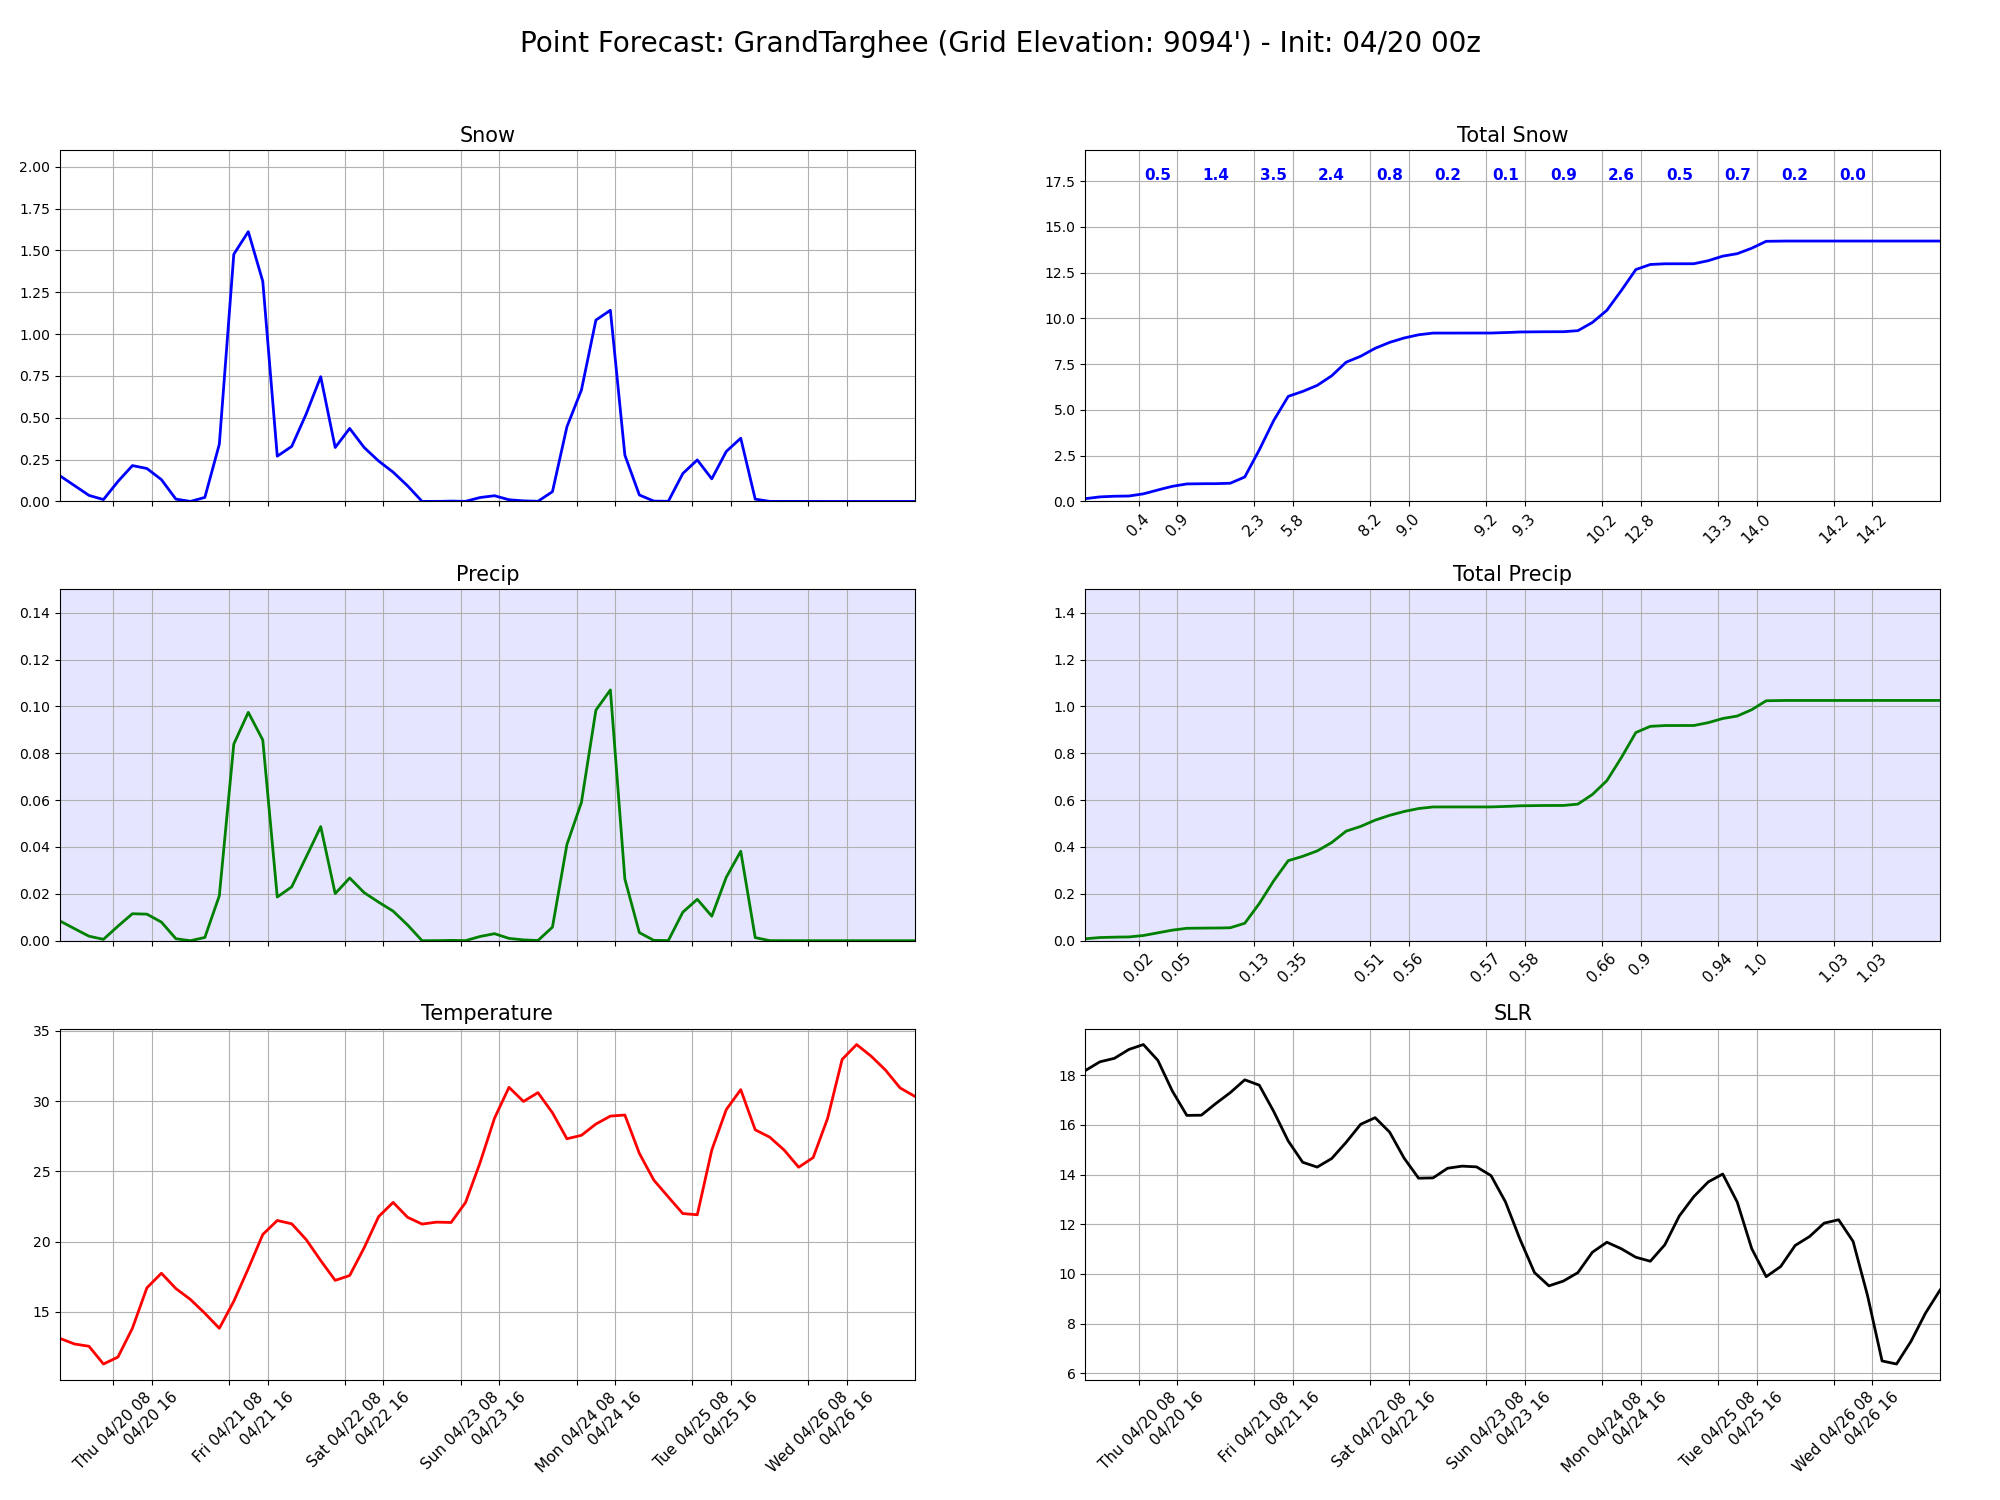 Point Forecast: GrandTarghee (Grid Elevation: 9094') - Init: 04/20 00z
Snow
2.00
1.75
1.50
1.25
1.00
0.75
0.50
0.25
0.00
Total Snow
0.5 1.4 3.5 2.4 0.8 0.2 0.1 0.9 2.6 0.5 0.7 0.2 0.0
17.5
15.0
12.5
10.0
7.5
5.0
2.5
0.0
0.4 0.9 2.3 5.8 8.2 9.0 9.2 9.3 10.2 12.8 13.3 14.0 14.2 14.2
Precip
0.14
0.12
0.10
0.08
0.06
0.04
0.02
0.00
Total Precip
1.4
1.2
1.0
0.8
0.6
0.4
0.2
0.0
0.02 0.05 0.13 0.35 0.51 0.56 0.57 0.58 0.66 0.9 0.94 1.0 1.03 1.03
Temperature
35
30
25
20
15
Thu 04/20 08
04/20 16
Fri 04/21 08
04/21 16
Sat 04/22 08
04/22 16
Sun 04/23 08
04/23 16
Mon 04/24 08
04/24 16
Tue 04/25 08
04/25 16
Wed 04/26 08
04/26 16
SLR
18
16
14
12
10
8
6
Thu 04/20 08
04/20 16
Fri 04/21 08
04/21 16
Sat 04/22 08
04/22 16
Sun 04/23 08
04/23 16
Mon 04/24 08
04/24 16
Tue 04/25 08
04/25 16
Wed 04/26 08
04/26 16